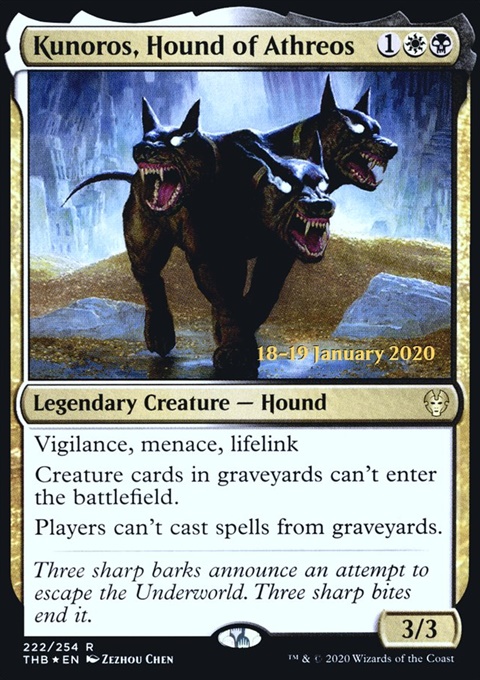 Kunoros, Hound of Athreos 1
18–19 January 2020
Legendary Creature — Hound
Vigilance, menace, lifelink
Creature cards in graveyards can't enter
the battlefield.
Players can't cast spells from graveyards.
Three sharp barks announce an attempt to
escape the Underworld. Three sharp bites
end it.
3/3
222/254 R
THB ★ EN Zezhou Chen
™ & © 2020 Wizards of the Coast